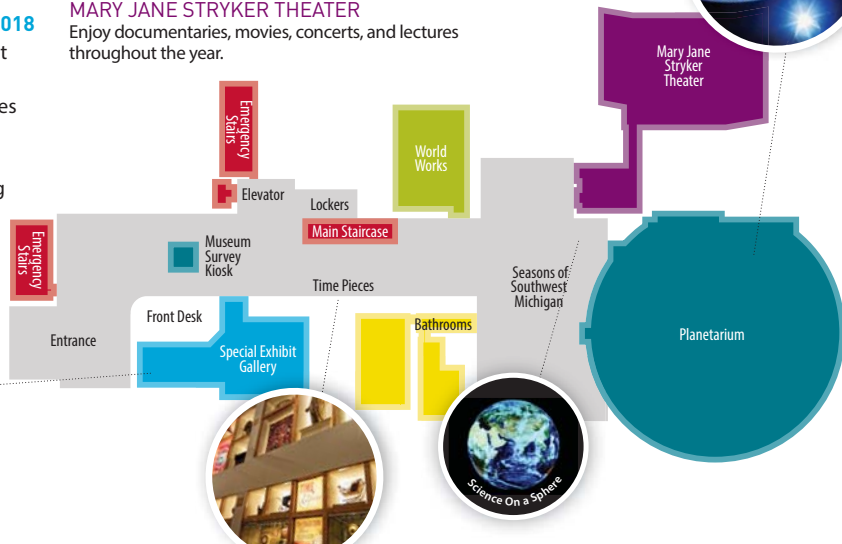 2018
MARY JANE STRYKER THEATER
Enjoy documentaries, movies, concerts, and lectures
throughout the year.
Mary Jane
Stryker
Theater
Emergency
Stairs
World
Works
Elevator
Lockers
Main Staircase
Emergency
Stairs
Museum
Survey
Kiosk
Time Pieces
Seasons of
Southwest
Michigan
Front Desk
Bathrooms
Entrance
Special Exhibit
Gallery
Planetarium
Science On a Sphere